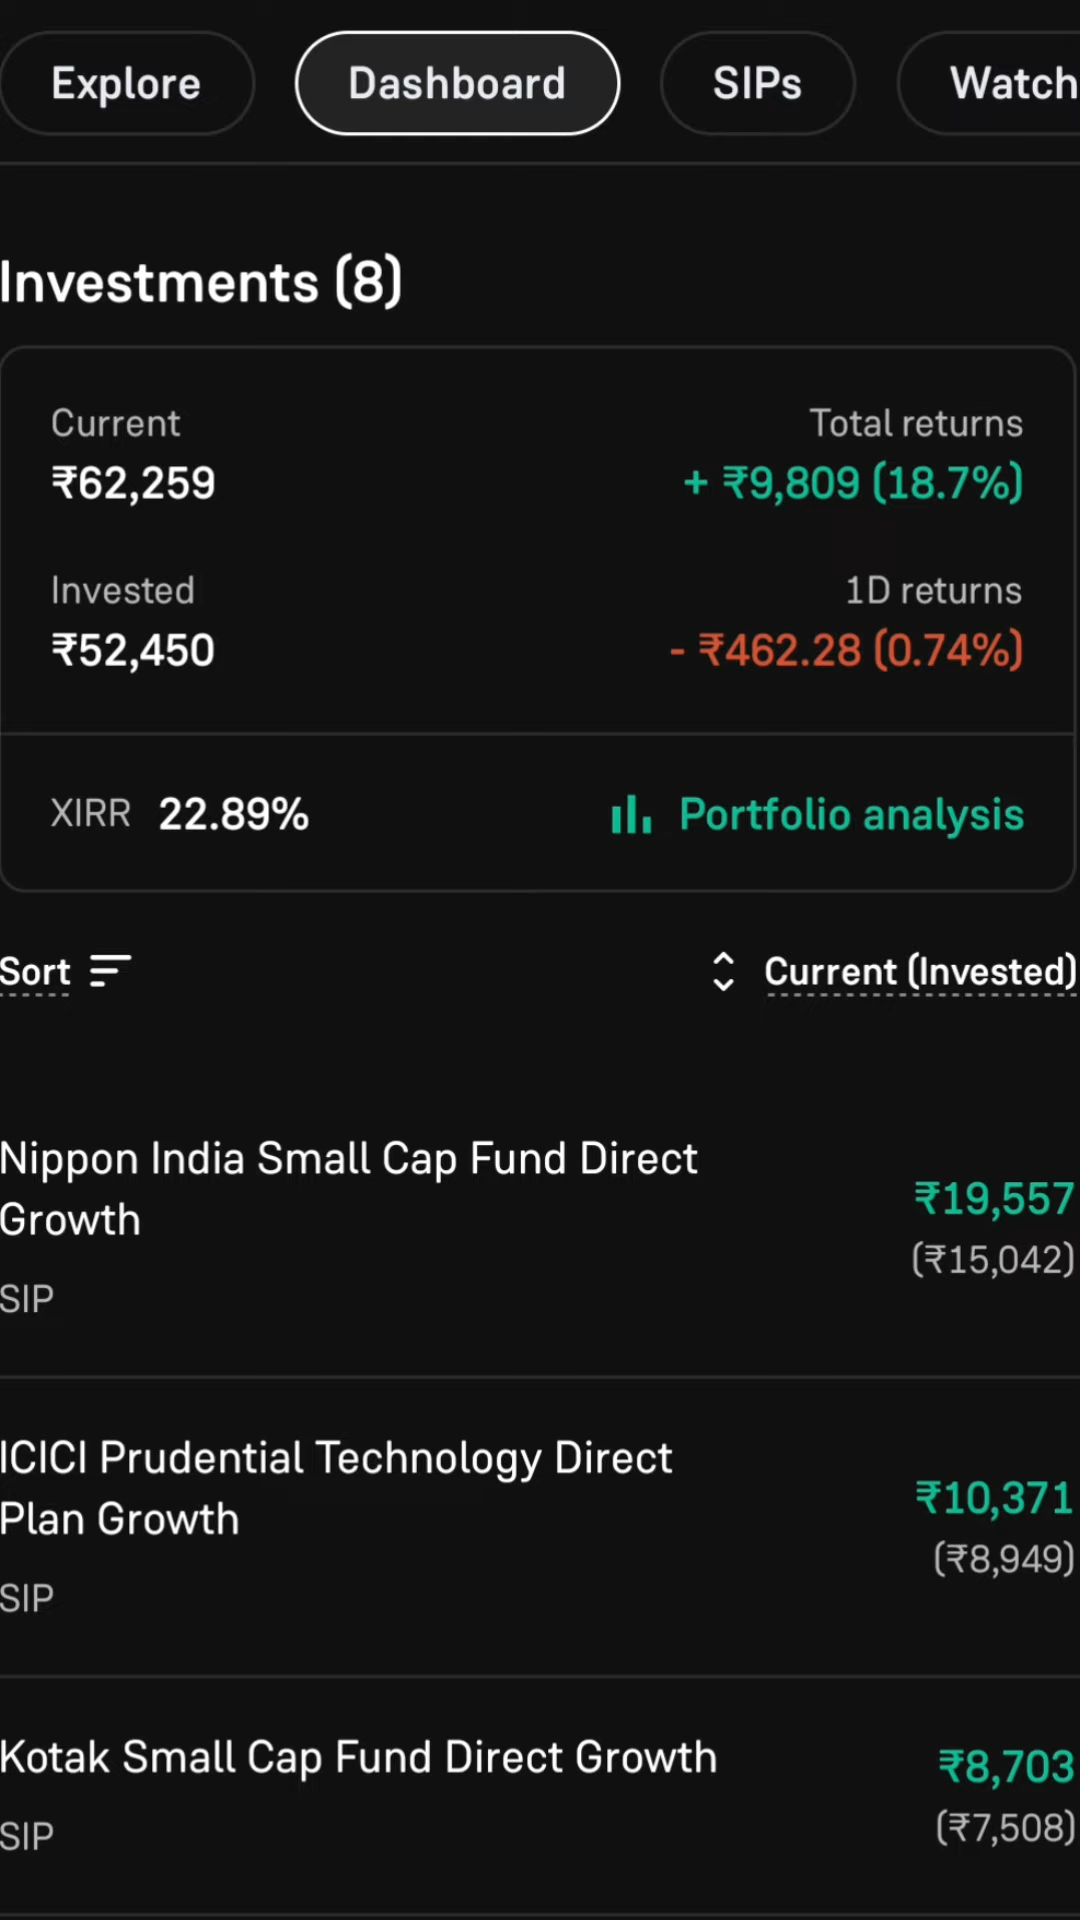 Explore
Dashboard
SIPs
Watch
Investments (8)
Current
Total returns
₹62,259
+ ₹9,809 (18.7%)
Invested
1D returns
₹52,450
- ₹462.28 (0.74%)
XIRR 22.89%
Portfolio analysis
Sort
Current (Invested)
Nippon India Small Cap Fund Direct
Growth
₹19,557
(₹15,042)
SIP
ICICI Prudential Technology Direct
Plan Growth
₹10,371
(₹8,949)
SIP
Kotak Small Cap Fund Direct Growth
₹8,703
(₹7,508)
SIP